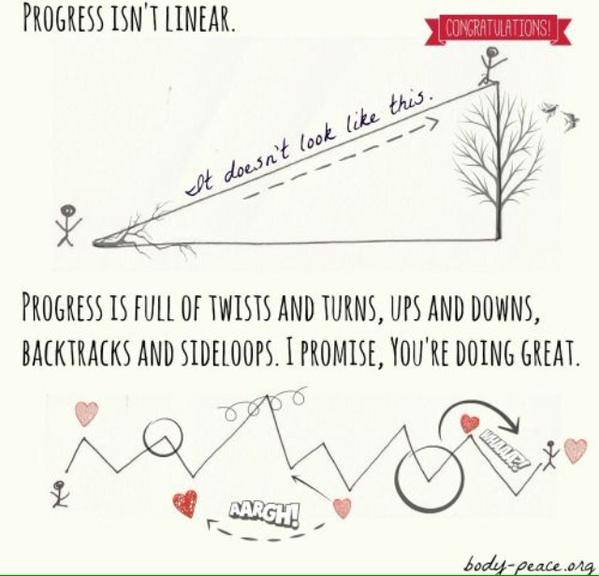 PROGRESS ISN'T LINEAR.
CONGRATULATIONS!
It doesn't look like this.
PROGRESS IS FULL OF TWISTS AND TURNS, UPS AND DOWNS,
BACKTRACKS AND SIDELOOPS. I PROMISE, YOU'RE DOING GREAT.
WHAAAT?!
AARGH!
body-peace.org